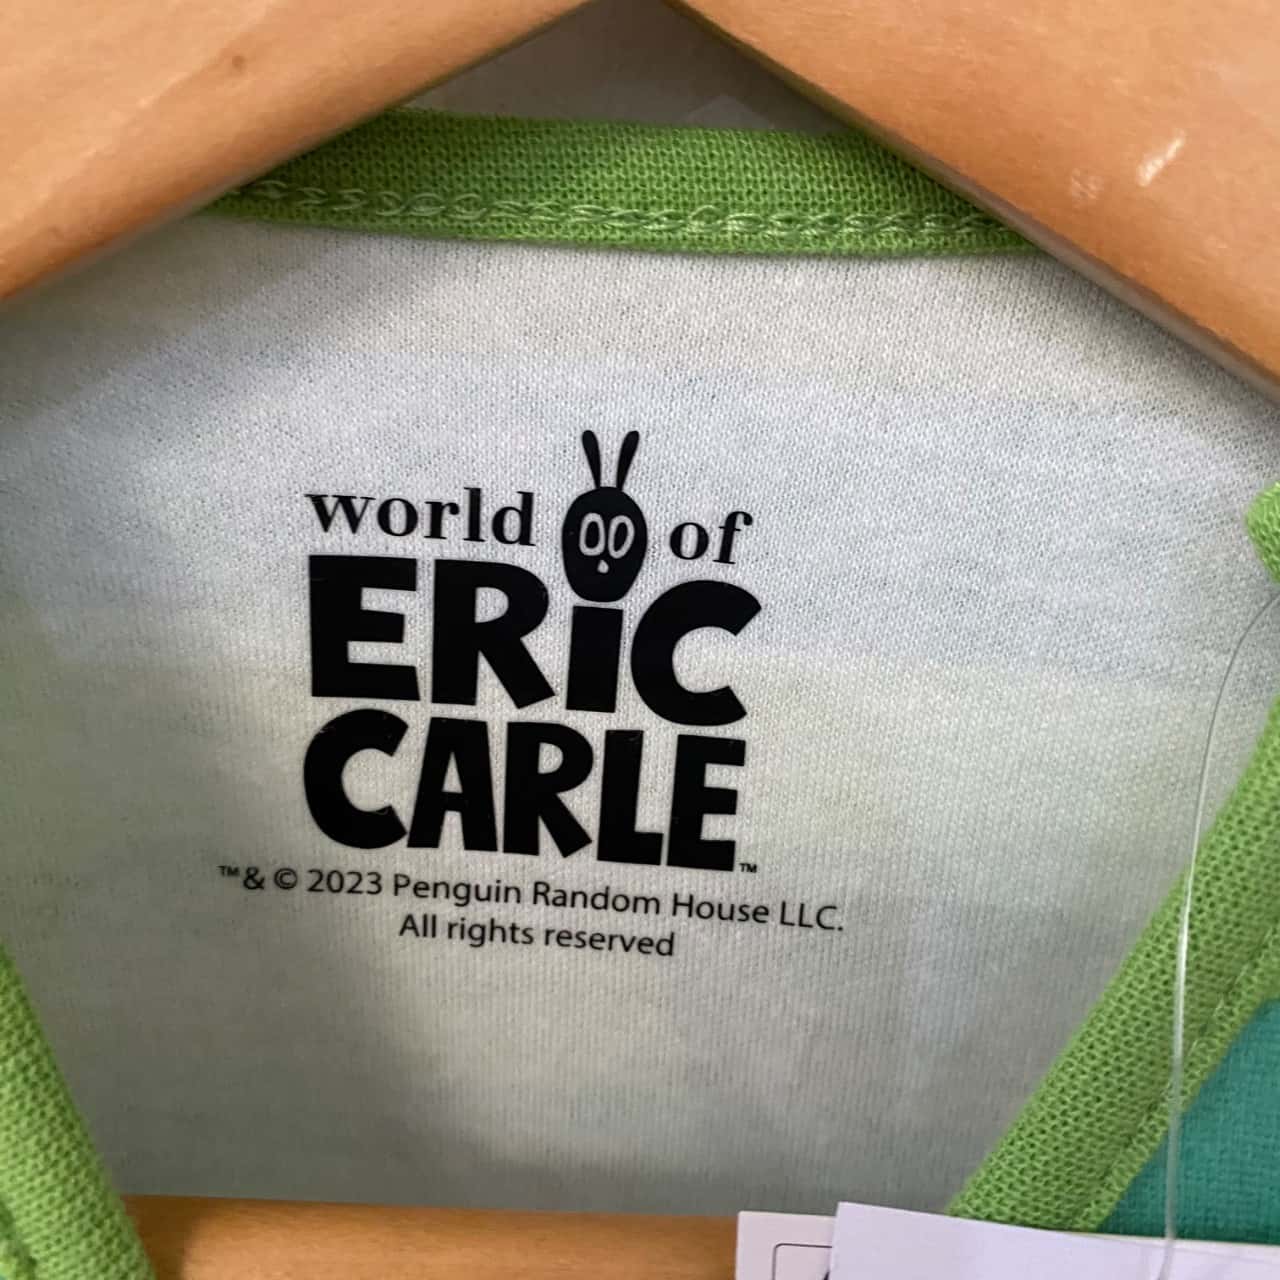 world of
ERiC
CARLE™
™ & © 2023 Penguin Random House LLC.
All rights reserved